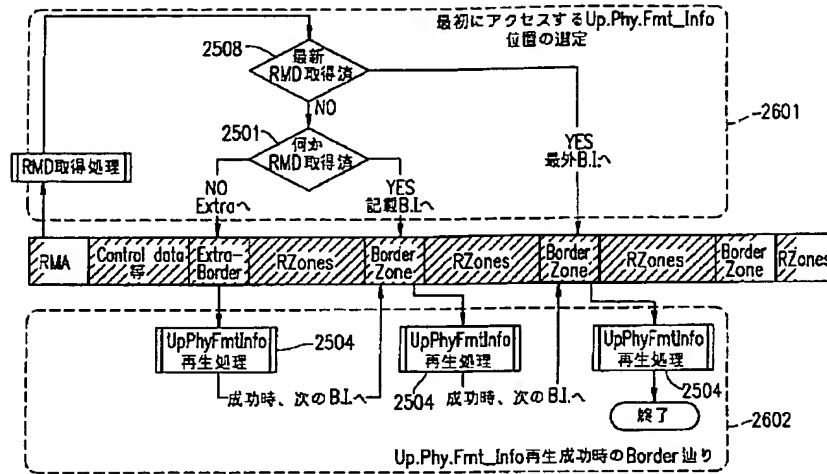 最初にアクセスするUp.Phy.Fmt_Info
位置の選定
2508
最新
RMD取得済
NO
2501
何か
RMD取得済
2601
RMD取得処理
NO
Extraへ
YES
記載B.I.へ
YES
最外B.I.へ
RMA
Control data
等
Extra-
Border
RZones
Border
Zone
RZones
Border
Zone
RZones
Border
Zone
RZones
UpPhyFmtInfo
再生処理
2504
UpPhyFmtInfo
再生処理
2504
UpPhyFmtInfo
再生処理
2504
成功時、次のB.I.へ
成功時、次のB.I.へ
終了
2602
Up.Phy.Fmt_Info再生成功時のBorder辿り